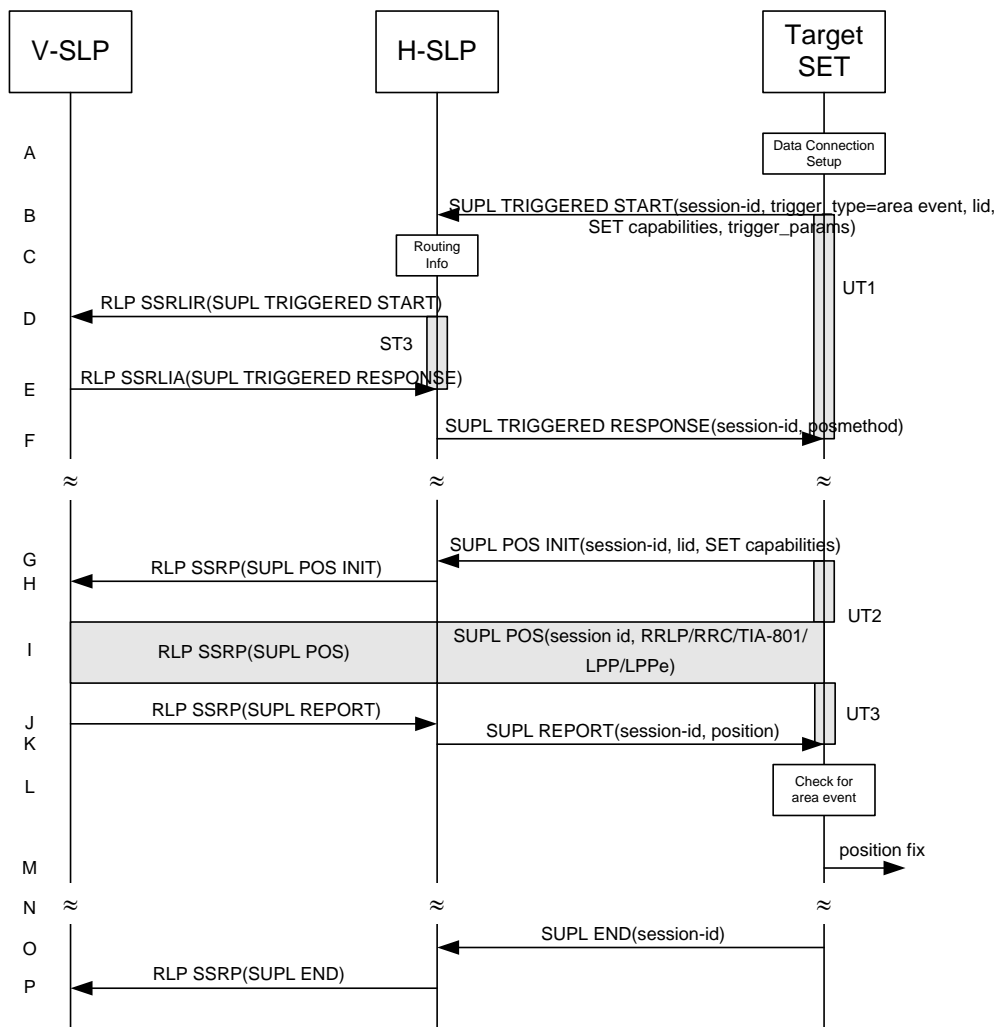 V-SLP
H-SLP
Target
SET
A
Data Connection
Setup
B
SUPL TRIGGERED START(session-id, trigger_type=area event, lid,
SET capabilities, trigger_params)
C
Routing
Info
UT1
D
RLP SSRLIR(SUPL TRIGGERED START)
ST3
E
RLP SSRLIA(SUPL TRIGGERED RESPONSE)
F
SUPL TRIGGERED RESPONSE(session-id, posmethod)
≈ ≈ ≈
G
SUPL POS INIT(session-id, lid, SET capabilities)
H
RLP SSRP(SUPL POS INIT)
UT2
I
RLP SSRP(SUPL POS)
SUPL POS(session id, RRLP/RRC/TIA-801/
LPP/LPPe)
J
RLP SSRP(SUPL REPORT)
UT3
K
SUPL REPORT(session-id, position)
L
Check for
area event
M
position fix
N
≈ ≈ ≈
O
SUPL END(session-id)
P
RLP SSRP(SUPL END)